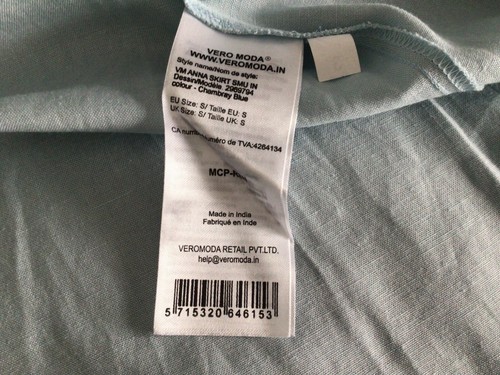 VERO MODA®
WWW.VEROMODA.IN
Style name/Nom de style:
VM ANNA SKIRT SMU IN
Dessin/Modèle 2989794
colour - Chambray Blue
EU Size: S/ Taille EU: S
UK Size: S/ Taille UK: S
CA de TVA:4264134
Made in India
Fabriqué en Inde
VEROMODA RETAIL PVT.LTD.
help@veromoda.in
5 715320 646153